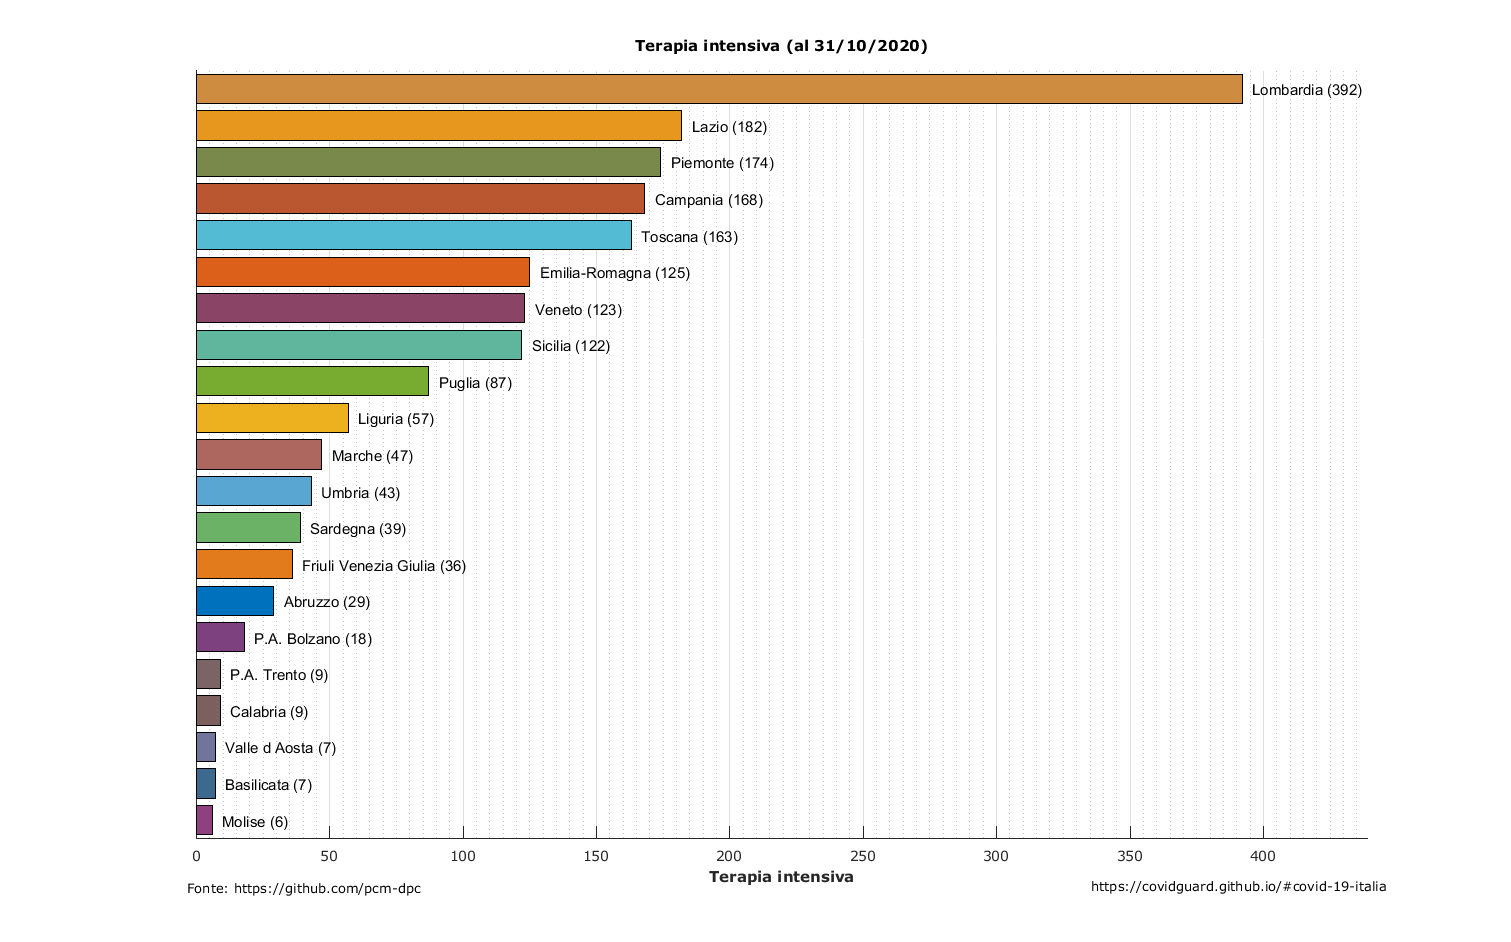 Terapia intensiva (al 31/10/2020)
Lombardia (392)
Lazio (182)
Piemonte (174)
Campania (168)
Toscana (163)
Emilia-Romagna (125)
Veneto (123)
Sicilia (122)
Puglia (87)
Liguria (57)
Marche (47)
Umbria (43)
Sardegna (39)
Friuli Venezia Giulia (36)
Abruzzo (29)
P.A. Bolzano (18)
P.A. Trento (9)
Calabria (9)
Valle d Aosta (7)
Basilicata (7)
Molise (6)
0 50 100 150 200 250 300 350 400
Terapia intensiva
Fonte: https://github.com/pcm-dpc
https://covidguard.github.io/#covid-19-italia